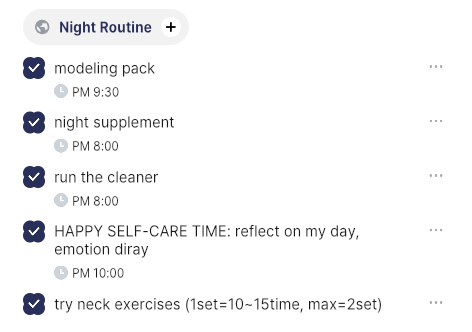 Night Routine +
modeling pack
PM 9:30
night supplement
PM 8:00
run the cleaner
PM 8:00
HAPPY SELF-CARE TIME: reflect on my day,
emotion diray
PM 10:00
try neck exercises (1set=10~15time, max=2set)